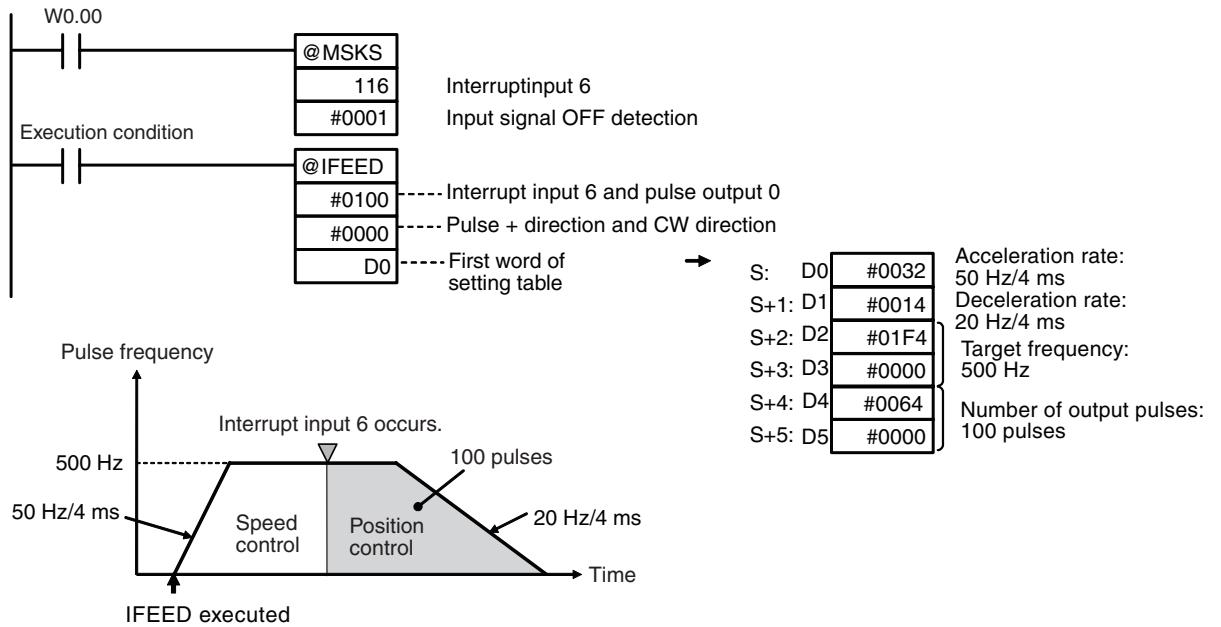 W0.00
@MSKS
116 Interruptinput 6
#0001 Input signal OFF detection
Execution condition
@IFEED
#0100 Interrupt input 6 and pulse output 0
#0000 Pulse + direction and CW direction
D0 First word of
setting table
S: D0 #0032 Acceleration rate:
50 Hz/4 ms
S+1: D1 #0014 Deceleration rate:
20 Hz/4 ms
S+2: D2 #01F4 Target frequency:
S+3: D3 #0000 500 Hz
S+4: D4 #0064 Number of output pulses:
S+5: D5 #0000 100 pulses
Pulse frequency
Interrupt input 6 occurs.
500 Hz
100 pulses
50 Hz/4 ms
Speed
control
Position
control
20 Hz/4 ms
Time
IFEED executed